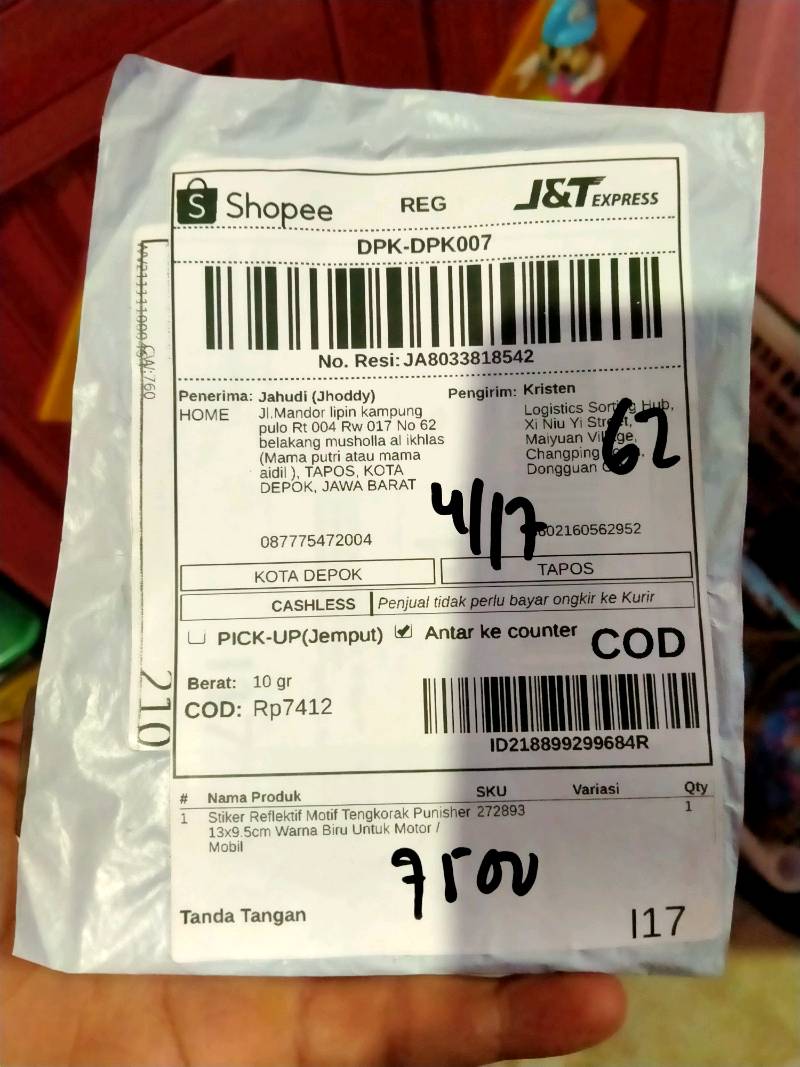 Shopee
REG
J&T EXPRESS
DPK-DPK007
No. Resi: JA8033818542
Penerima: Jahudi (Jhoddy)
HOME
Jl.Mandor lipin kampung
pulo Rt 004 Rw 017 No 62
belakang musholla al ikhlas
(Mama putri atau mama
aidil ), TAPOS, KOTA
DEPOK, JAWA BARAT
087775472004
Pengirim: Kristen
Logistics Sorting Hub,
Xi Niu Yi Street,
Maiyuan Village,
Changping
Dongguan
62
4/17
KOTA DEPOK
TAPOS
CASHLESS
Penjual tidak perlu bayar ongkir ke Kurir
PICK-UP(Jemput)
Antar ke counter
COD
Berat: 10 gr
COD: Rp7412
ID218899299684R
# Nama Produk SKU Variasi Qty
1 Stiker Reflektif Motif Tengkorak Punisher 272893 1
13x9.5cm Warna Biru Untuk Motor /
Mobil
7500
Tanda Tangan
I17
CW:760
210